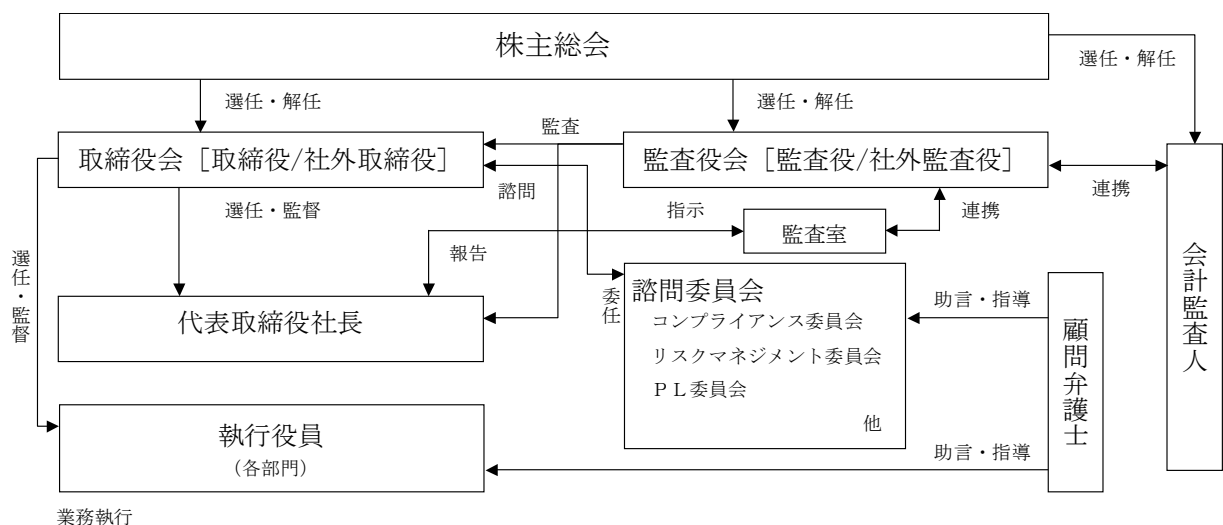 株主総会
選任・解任
選任・解任
選任・解任
監査
取締役会［取締役/社外取締役］
監査役会［監査役/社外監査役］
諮問
連携
選任・監督
指示
連携
監査室
報告
選任・監督
会計監査人
委任
諮問委員会
コンプライアンス委員会
リスクマネジメント委員会
ＰＬ委員会
他
助言・指導
代表取締役社長
顧問弁護士
執行役員
（各部門）
助言・指導
業務執行